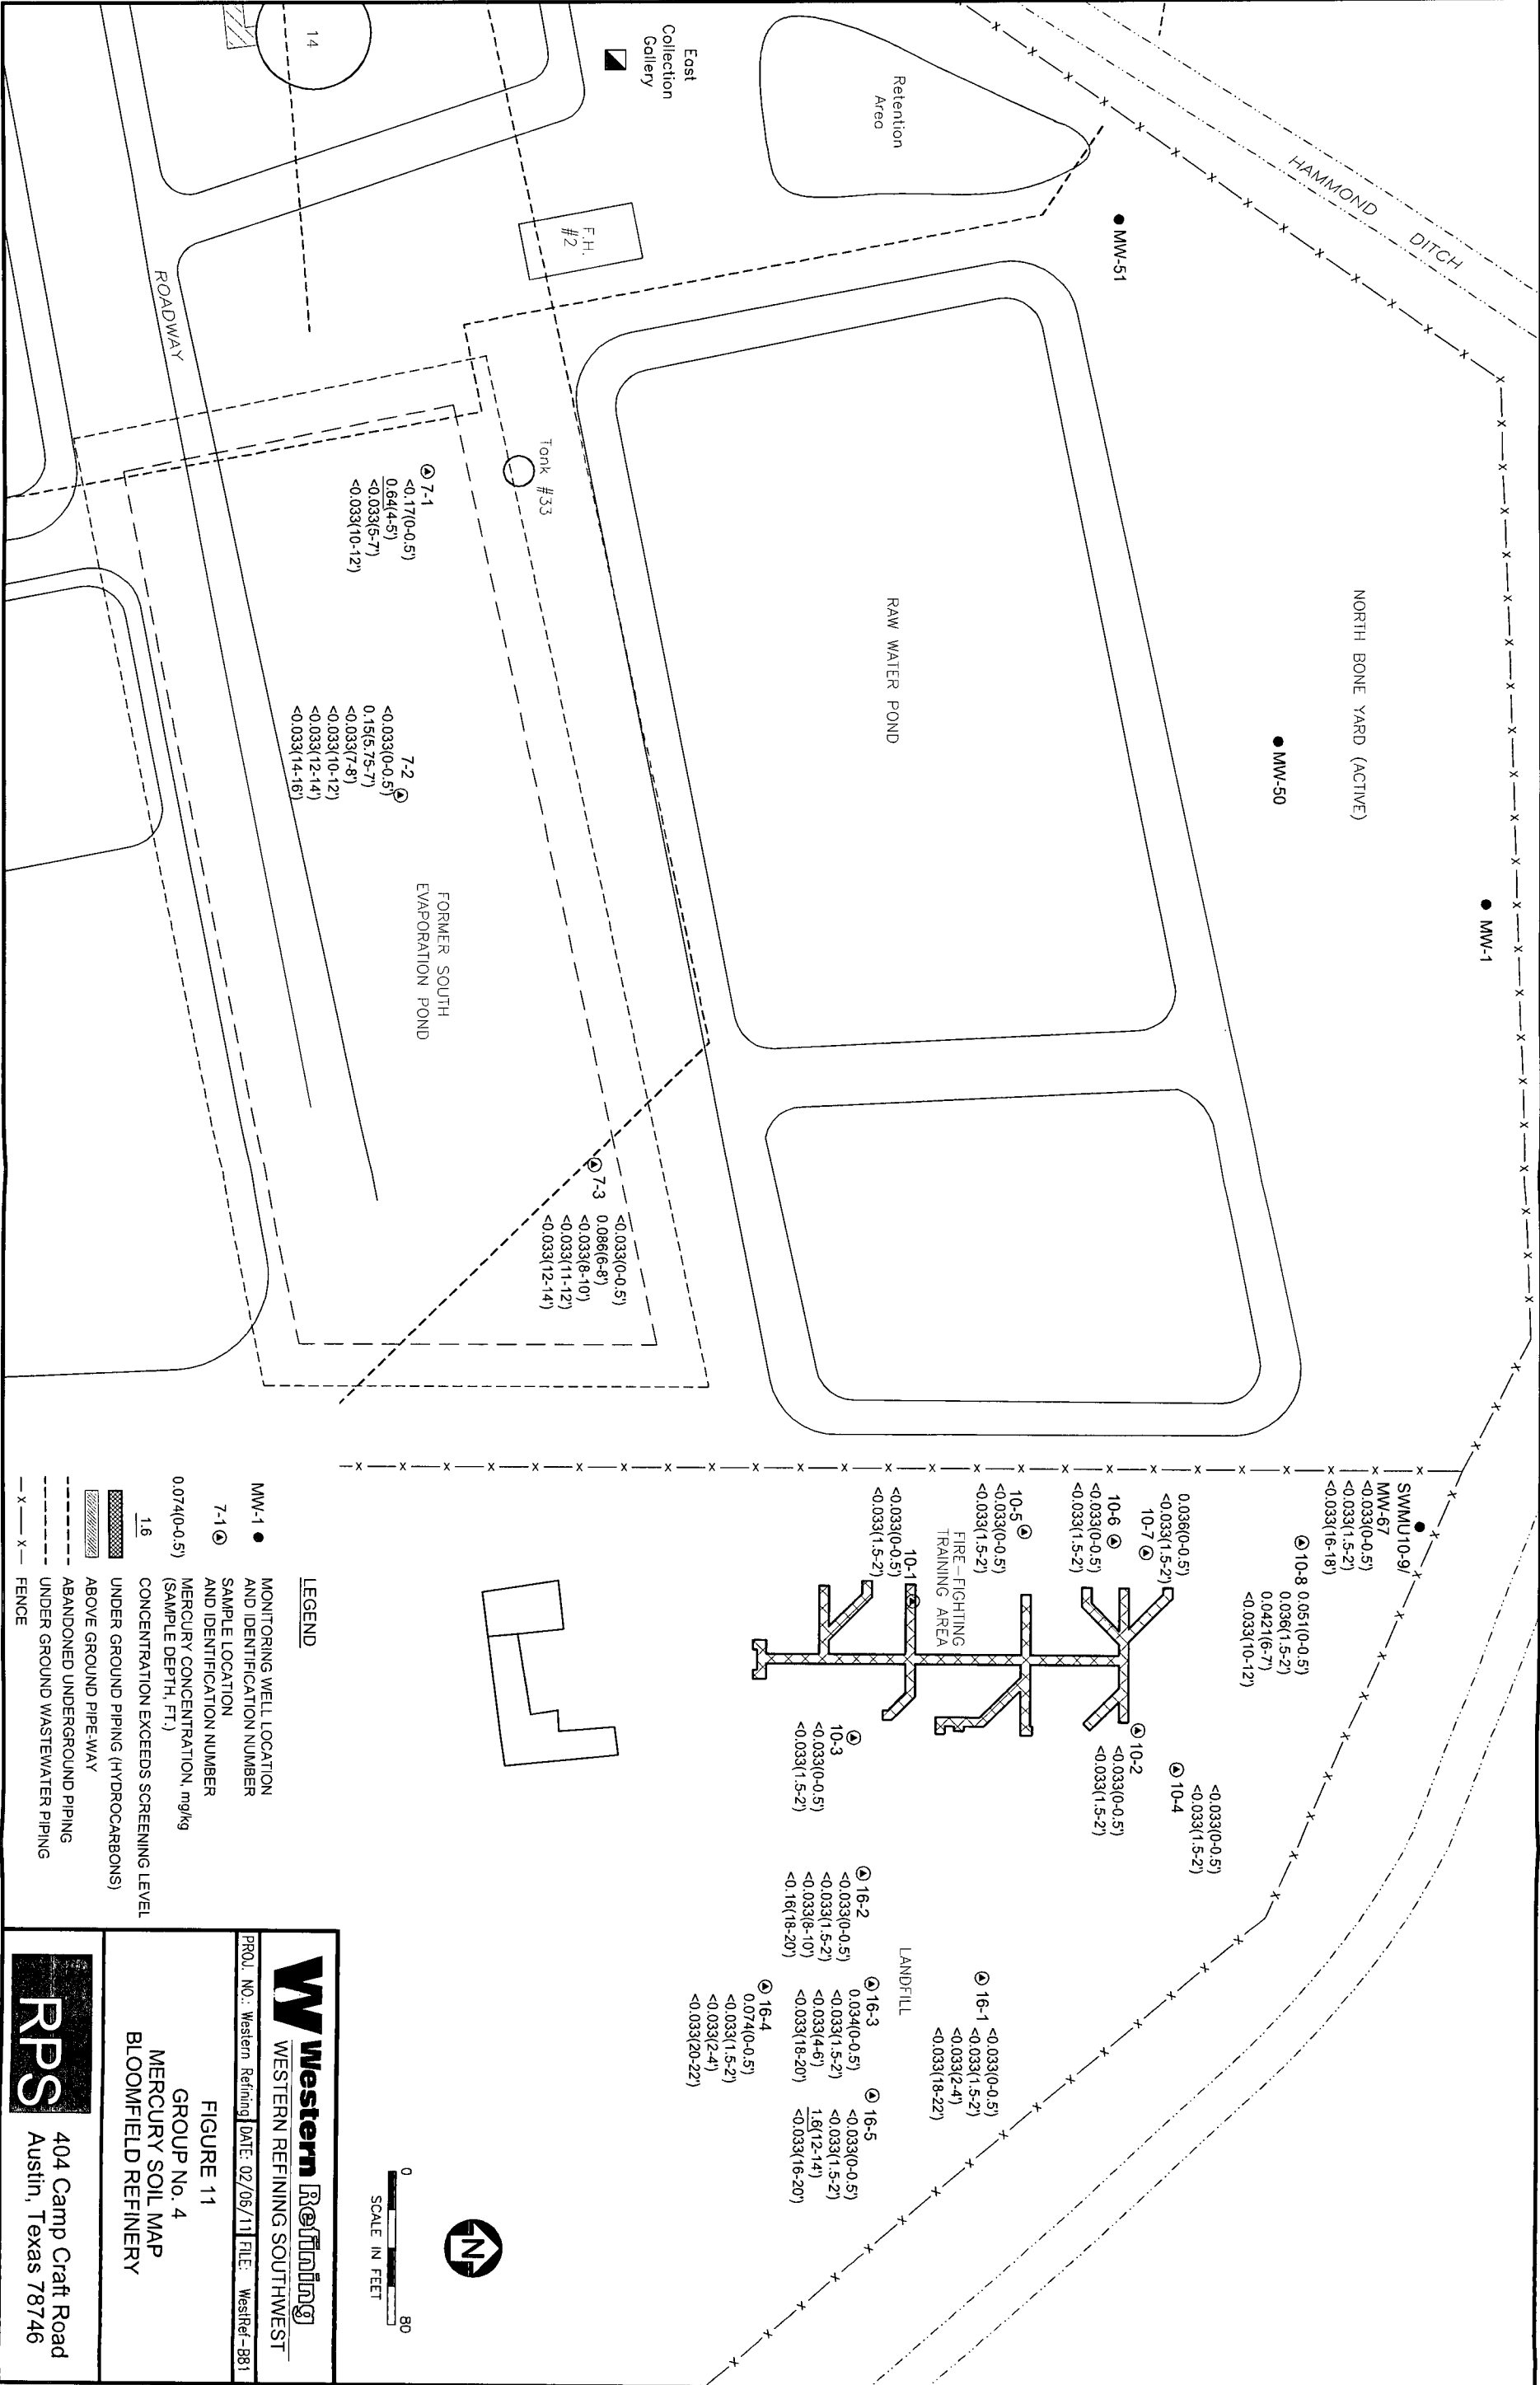 HAMMOND DITCH
NORTH BONE YARD (ACTIVE)
MW-1
MW-50
MW-51
Retention
Area
East
Collection
Gallery
14
F.H.
#2
ROADWAY
Tank #33
RAW WATER POND
FORMER SOUTH
EVAPORATION POND
7-1
<0.17(0-0.5')
0.64(4-5')
<0.033(5-7')
<0.033(10-12')
7-2
<0.033(0-0.5')
0.15(5.75-7')
<0.033(7-8')
<0.033(10-12')
<0.033(12-14')
<0.033(14-16')
7-3
<0.033(0-0.5')
0.086(6-8')
<0.033(8-10')
<0.033(11-12')
<0.033(12-14')
SWMU10-9/
MW-67
<0.033(0-0.5')
<0.033(1.5-2')
<0.033(16-18')
10-8
0.051(0-0.5')
0.036(1.5-2')
0.0421(6-7')
<0.033(10-12')
0.036(0-0.5')
<0.033(1.5-2')
10-7
10-6
<0.033(0-0.5')
<0.033(1.5-2')
10-5
<0.033(0-0.5')
<0.033(1.5-2')
FIRE-FIGHTING
TRAINING AREA
10-1
<0.033(0-0.5')
<0.033(1.5-2')
<0.033(0-0.5')
<0.033(1.5-2')
10-4
10-2
<0.033(0-0.5')
<0.033(1.5-2')
10-3
<0.033(0-0.5')
<0.033(1.5-2')
LANDFILL
16-1
<0.033(0-0.5')
<0.033(1.5-2')
<0.033(2-4')
<0.033(18-22')
16-2
<0.033(0-0.5')
<0.033(1.5-2')
<0.033(8-10')
<0.16(18-20')
16-3
0.034(0-0.5')
<0.033(1.5-2')
<0.033(4-6')
<0.033(18-20')
16-4
0.074(0-0.5')
<0.033(1.5-2')
<0.033(2-4')
<0.033(20-22')
16-5
<0.033(0-0.5')
<0.033(1.5-2')
1.6(12-14')
<0.033(16-20')
N
0 80
SCALE IN FEET
LEGEND
MW-1 MONITORING WELL LOCATION
AND IDENTIFICATION NUMBER
7-1 SAMPLE LOCATION
AND IDENTIFICATION NUMBER
0.074(0-0.5') MERCURY CONCENTRATION, mg/kg
(SAMPLE DEPTH, FT.)
1.6 CONCENTRATION EXCEEDS SCREENING LEVEL
UNDER GROUND PIPING (HYDROCARBONS)
ABOVE GROUND PIPE-WAY
ABANDONED UNDERGROUND PIPING
UNDER GROUND WASTEWATER PIPING
FENCE
Western Refining
WESTERN REFINING SOUTHWEST
PROJ. NO.: Western Refining DATE: 02/06/11 FILE: WestRef-B81
FIGURE 11
GROUP No. 4
MERCURY SOIL MAP
BLOOMFIELD REFINERY
RPS
404 Camp Craft Road
Austin, Texas 78746